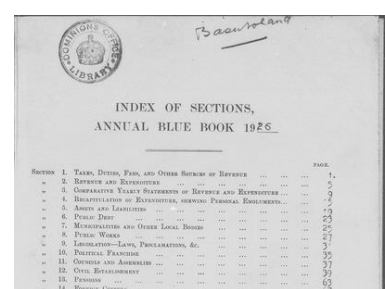 DOMINIONS OFFICE
LIBRARY
Basutoland
INDEX OF SECTIONS,
ANNUAL BLUE BOOK 1926
PAGE.
SECTION 1. TAXES, DUTIES, FEES, AND OTHER SOURCES OF REVENUE ... ... ... 1.
" 2. REVENUE AND EXPENDITURE ... ... ... ... ... ... ... 5
" 3. COMPARATIVE YEARLY STATEMENTS OF REVENUE AND EXPENDITURE ... ... 9
" 4. RECAPITULATION OF EXPENDITURE, SHEWING PERSONAL EMOLUMENTS... ... 15
" 5. ASSETS AND LIABILITIES ... ... ... ... ... ... ... 19
" 6. PUBLIC DEBT ... ... ... ... ... ... ... ... 23
" 7. MUNICIPALITIES AND OTHER LOCAL BODIES ... ... ... ... ... 25
" 8. PUBLIC WORKS ... ... ... ... ... ... ... ... 27
" 9. LEGISLATION—LAWS, PROCLAMATIONS, &c. ... ... ... ... ... 31
" 10. POLITICAL FRANCHISE ... ... ... ... ... ... ... 35
" 11. COUNCILS AND ASSEMBLIES ... ... ... ... ... ... ... 37
" 12. CIVIL ESTABLISHMENT ... ... ... ... ... ... ... 39
" 13. PENSIONS ... ... ... ... ... ... ... ... 63